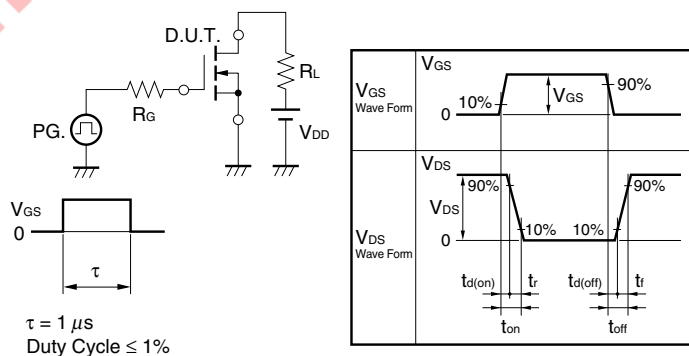 D.U.T.
RL
RG
PG.
VDD
VGS
0
τ
τ = 1 μs
Duty Cycle ≤ 1%
VGS
Wave Form
VGS
10%
0
VGS
90%
VDS
Wave Form
VDS
90%
VDS
0
10%
10%
90%
td(on)
tr
td(off)
tf
ton
toff